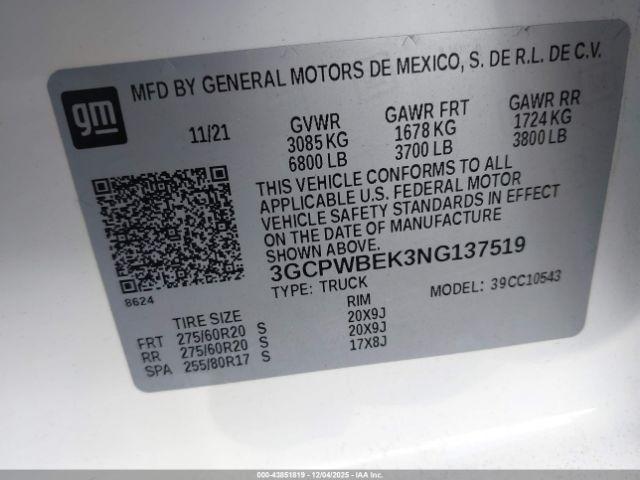 gm
MFD BY GENERAL MOTORS DE MEXICO, S. DE R.L. DE C.V.
11/21 GVWR GAWR FRT GAWR RR
3085 KG 1678 KG 1724 KG
6800 LB 3700 LB 3800 LB
THIS VEHICLE CONFORMS TO ALL
APPLICABLE U.S. FEDERAL MOTOR
VEHICLE SAFETY STANDARDS IN EFFECT
ON THE DATE OF MANUFACTURE SHOWN ABOVE.
3GCPWBEK3NG137519
8624
TYPE: TRUCK MODEL: 39CC10543
TIRE SIZE RIM
FRT 275/60R20 S 20X9J
RR 275/60R20 S 20X9J
SPA 255/80R17 S 17X8J
000-43851819 - 12/04/2025 - IAAI.COM